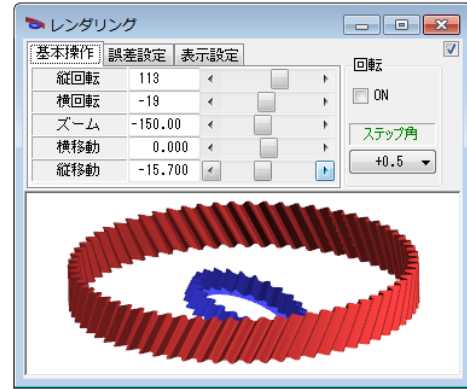 レンダリング
基本操作 誤差設定 表示設定
縦回転 113
横回転 -19
ズーム -150.00
横移動 0.000
縦移動 -15.700
回転
ON
ステップ角
+0.5